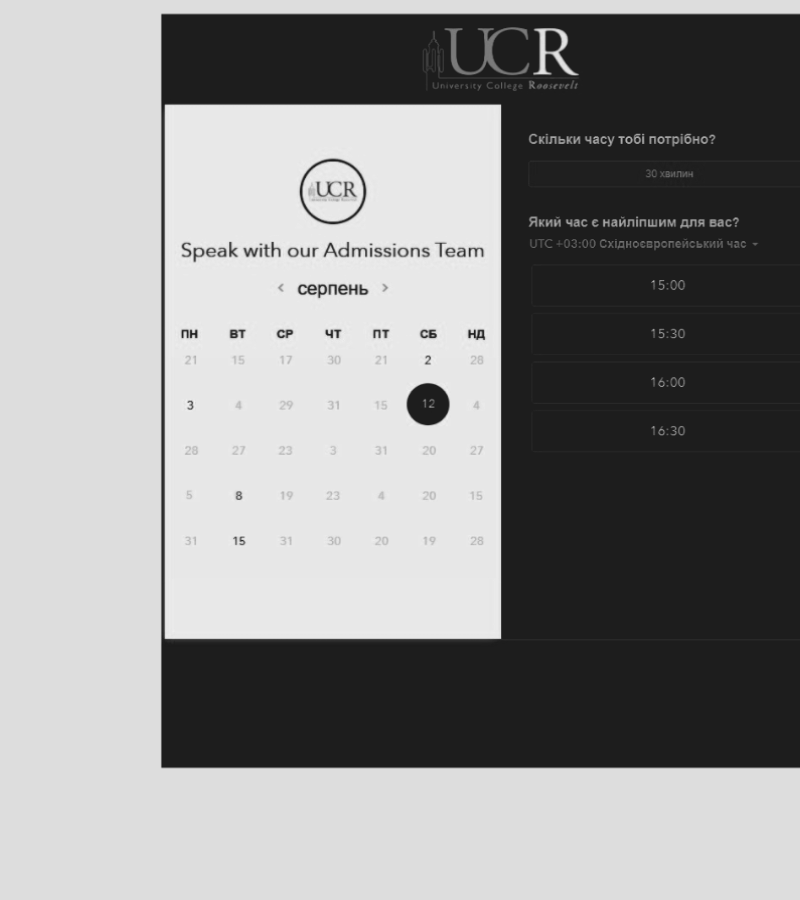 UCR
University College Roosevelt
UCR
Speak with our Admissions Team
серпень
ПН ВТ СР ЧТ ПТ СБ НД
21 15 17 30 21 2 28
3 4 29 31 15 12 4
28 27 23 3 31 20 27
5 8 19 23 4 20 15
31 15 31 30 20 19 28
Скільки часу тобі потрібно?
30 хвилин
Який час є найліпшим для вас?
UTC +03:00 Східноєвропейський час
15:00
15:30
16:00
16:30